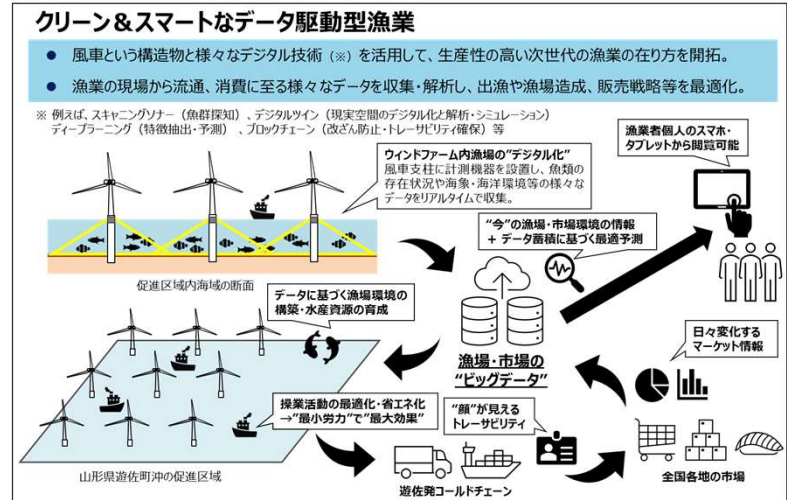 クリーン＆スマートなデータ駆動型漁業
● 風車という構造物と様々なデジタル技術（※）を活用して、生産性の高い次世代の漁業の在り方を開拓。
● 漁業の現場から流通、消費に至る様々なデータを収集・解析し、出漁や漁場造成、販売戦略等を最適化。
※ 例えば、スキャニングソナー（魚群探知）、デジタルツイン（現実空間のデジタル化と解析・シミュレーション）
ディープラーニング（特徴抽出・予測）、ブロックチェーン（改ざん防止・トレーサビリティ確保）等
ウィンドファーム内漁場の"デジタル化"
風車支柱に計測機器を設置し、魚類の
存在状況や海象・海洋環境等の様々な
データをリアルタイムで収集。
漁業者個人のスマホ・
タブレットから閲覧可能
"今"の漁場・市場環境の情報
＋ データ蓄積に基づく最適予測
促進区域内海域の断面
データに基づく漁場環境の
構築・水産資源の育成
漁場・市場の
"ビッグデータ"
日々変化する
マーケット情報
操業活動の最適化・省エネ化
→"最小労力"で"最大効果"
"顔"が見える
トレーサビリティ
山形県遊佐町沖の促進区域
遊佐発コールドチェーン
全国各地の市場